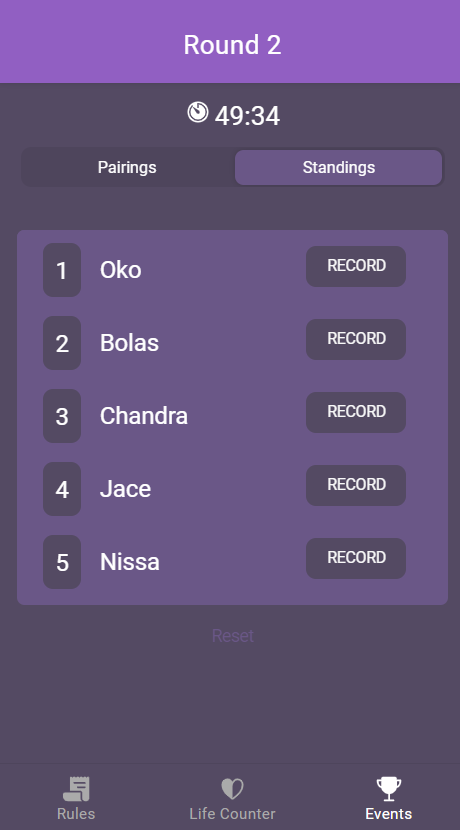 Round 2
49:34
Pairings Standings
1 Oko RECORD
2 Bolas RECORD
3 Chandra RECORD
4 Jace RECORD
5 Nissa RECORD
Reset
Rules Life Counter Events